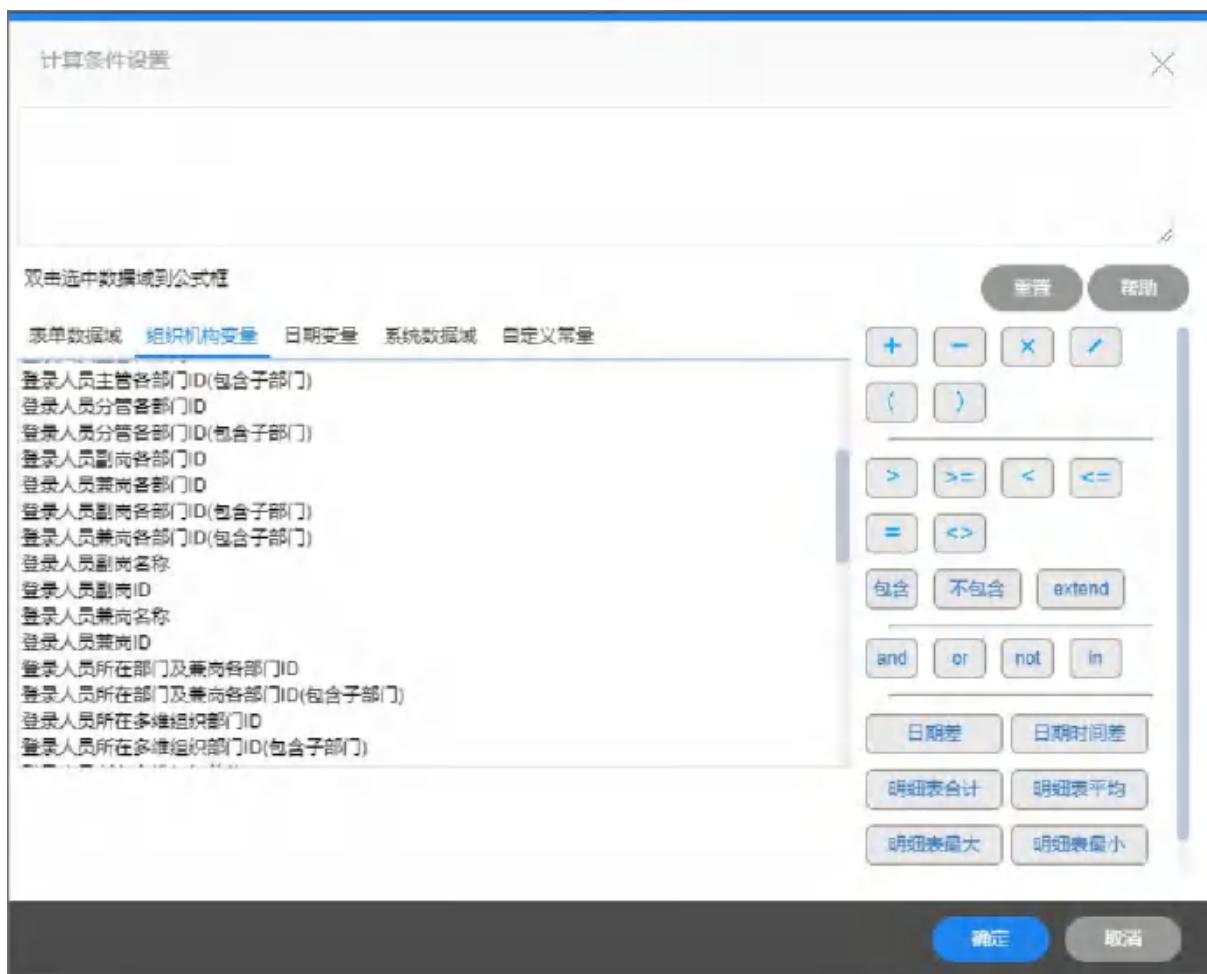 计算条件设置
双击选中数据域到公式框
重置 帮助
表单数据域 组织机构变量 日期变量 系统数据域 自定义常量
登录人员主管各部门ID(包含子部门)
登录人员分管各部门ID
登录人员分管各部门ID(包含子部门)
登录人员副岗各部门ID
登录人员兼岗各部门ID
登录人员副岗各部门ID(包含子部门)
登录人员兼岗各部门ID(包含子部门)
登录人员副岗名称
登录人员副岗ID
登录人员兼岗名称
登录人员兼岗ID
登录人员所在部门及兼岗各部门ID
登录人员所在部门及兼岗各部门ID(包含子部门)
登录人员所在多维组织部门ID
登录人员所在多维组织部门ID(包含子部门)
+ - × /
( )
> >= < <=
= <>
包含 不包含 extend
and or not in
日期差 日期时间差
明细表合计 明细表平均
明细表最大 明细表最小
确定 取消